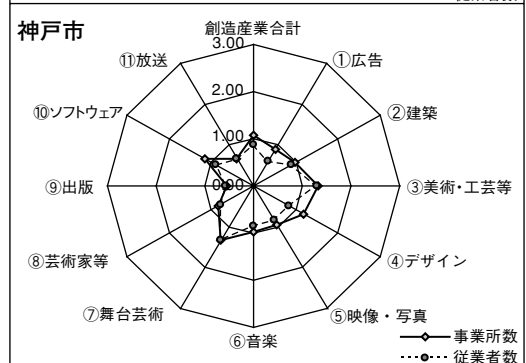 神戸市
創造産業合計
3.00
2.00
1.00
0.00
①広告
②建築
③美術・工芸等
④デザイン
⑤映像・写真
⑥音楽
⑦舞台芸術
⑧芸術家等
⑨出版
⑩ソフトウェア
⑪放送
事業所数
従業者数